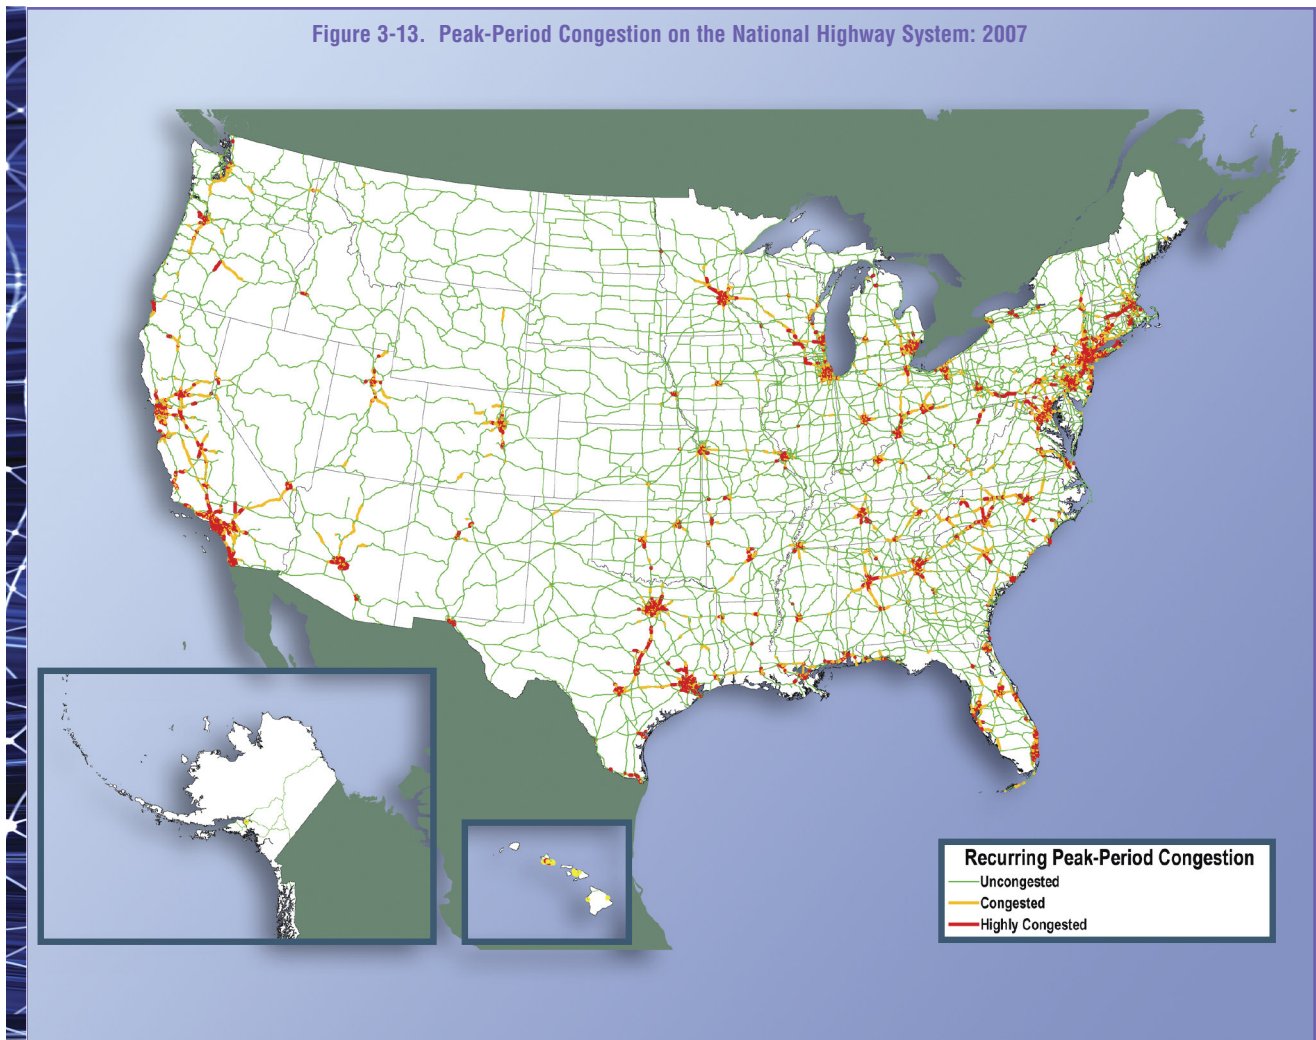 Figure 3-13. Peak-Period Congestion on the National Highway System: 2007
Recurring Peak-Period Congestion
Uncongested
Congested
Highly Congested